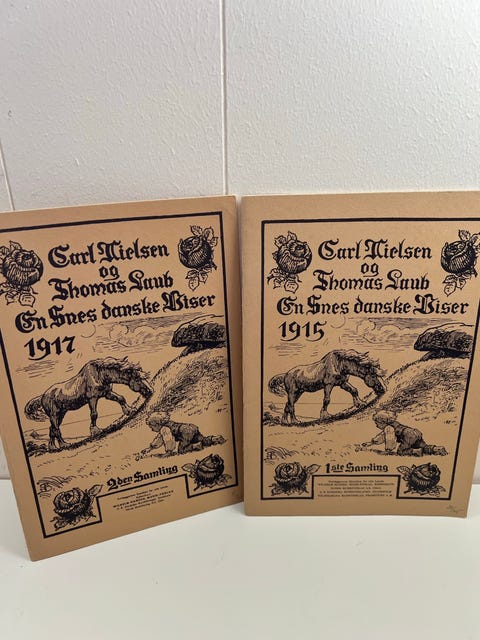 Carl Nielsen
og
Thomas Laub
En Snes danske Viser
1917
2den Samling
Carl Nielsen
og
Thomas Laub
En Snes danske Viser
1915
1ste Samling